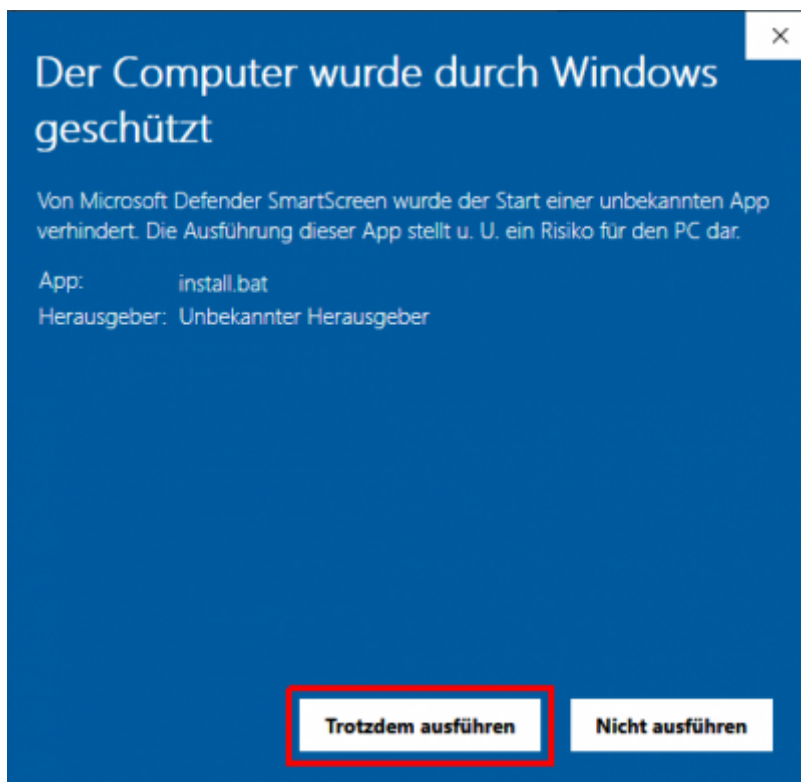 Der Computer wurde durch Windows
geschützt
Von Microsoft Defender SmartScreen wurde der Start einer unbekannten App
verhindert. Die Ausführung dieser App stellt u. U. ein Risiko für den PC dar.
App: install.bat
Herausgeber: Unbekannter Herausgeber
Trotzdem ausführen Nicht ausführen